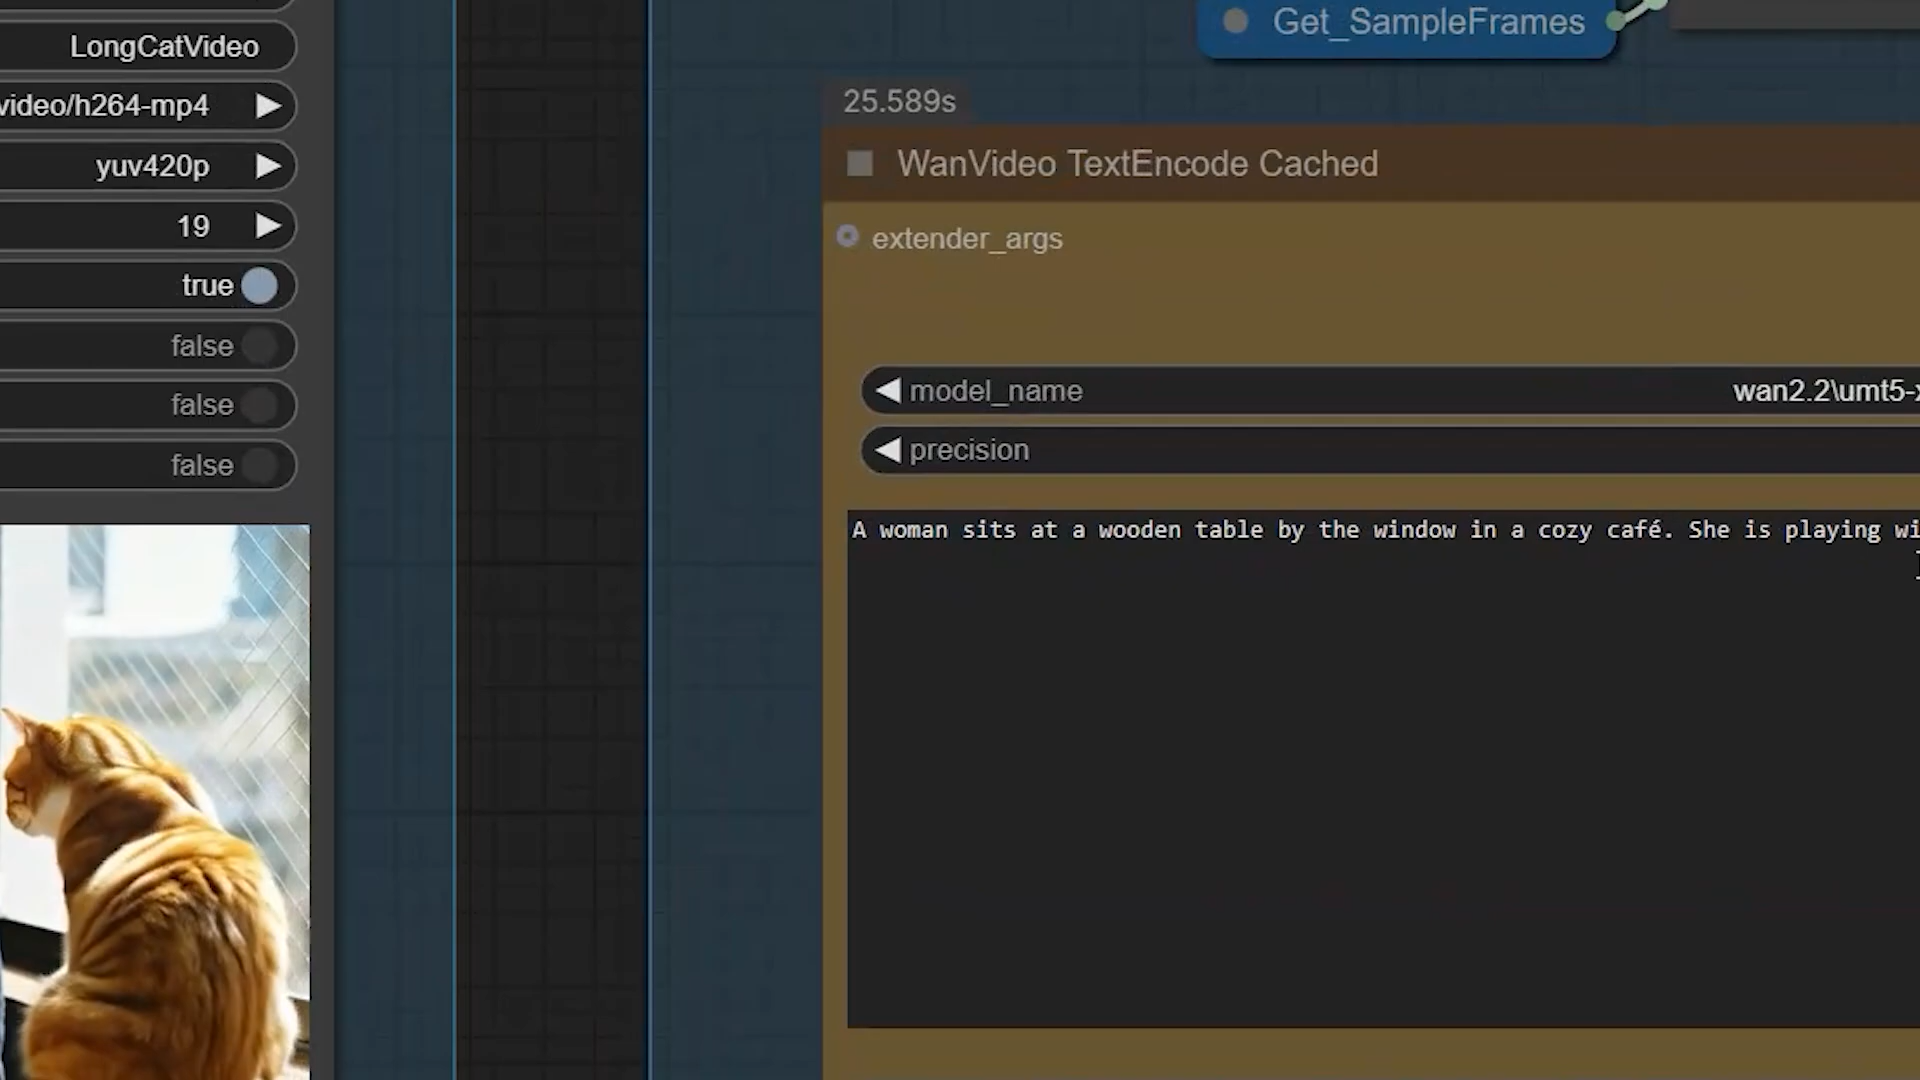 LongCatVideo
video/h264-mp4
yuv420p
19
true
false
false
false
Get_SampleFrames
25.589s
WanVideo TextEncode Cached
extender_args
model_name wan2.2\umt5-
precision
A woman sits at a wooden table by the window in a cozy café. She is playing